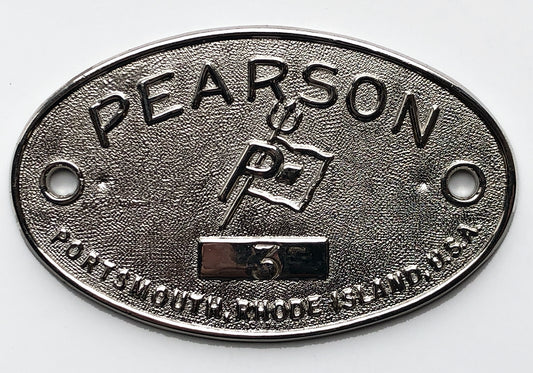 PEARSON
P
3
PORTSMOUTH, RHODE ISLAND, U.S.A.